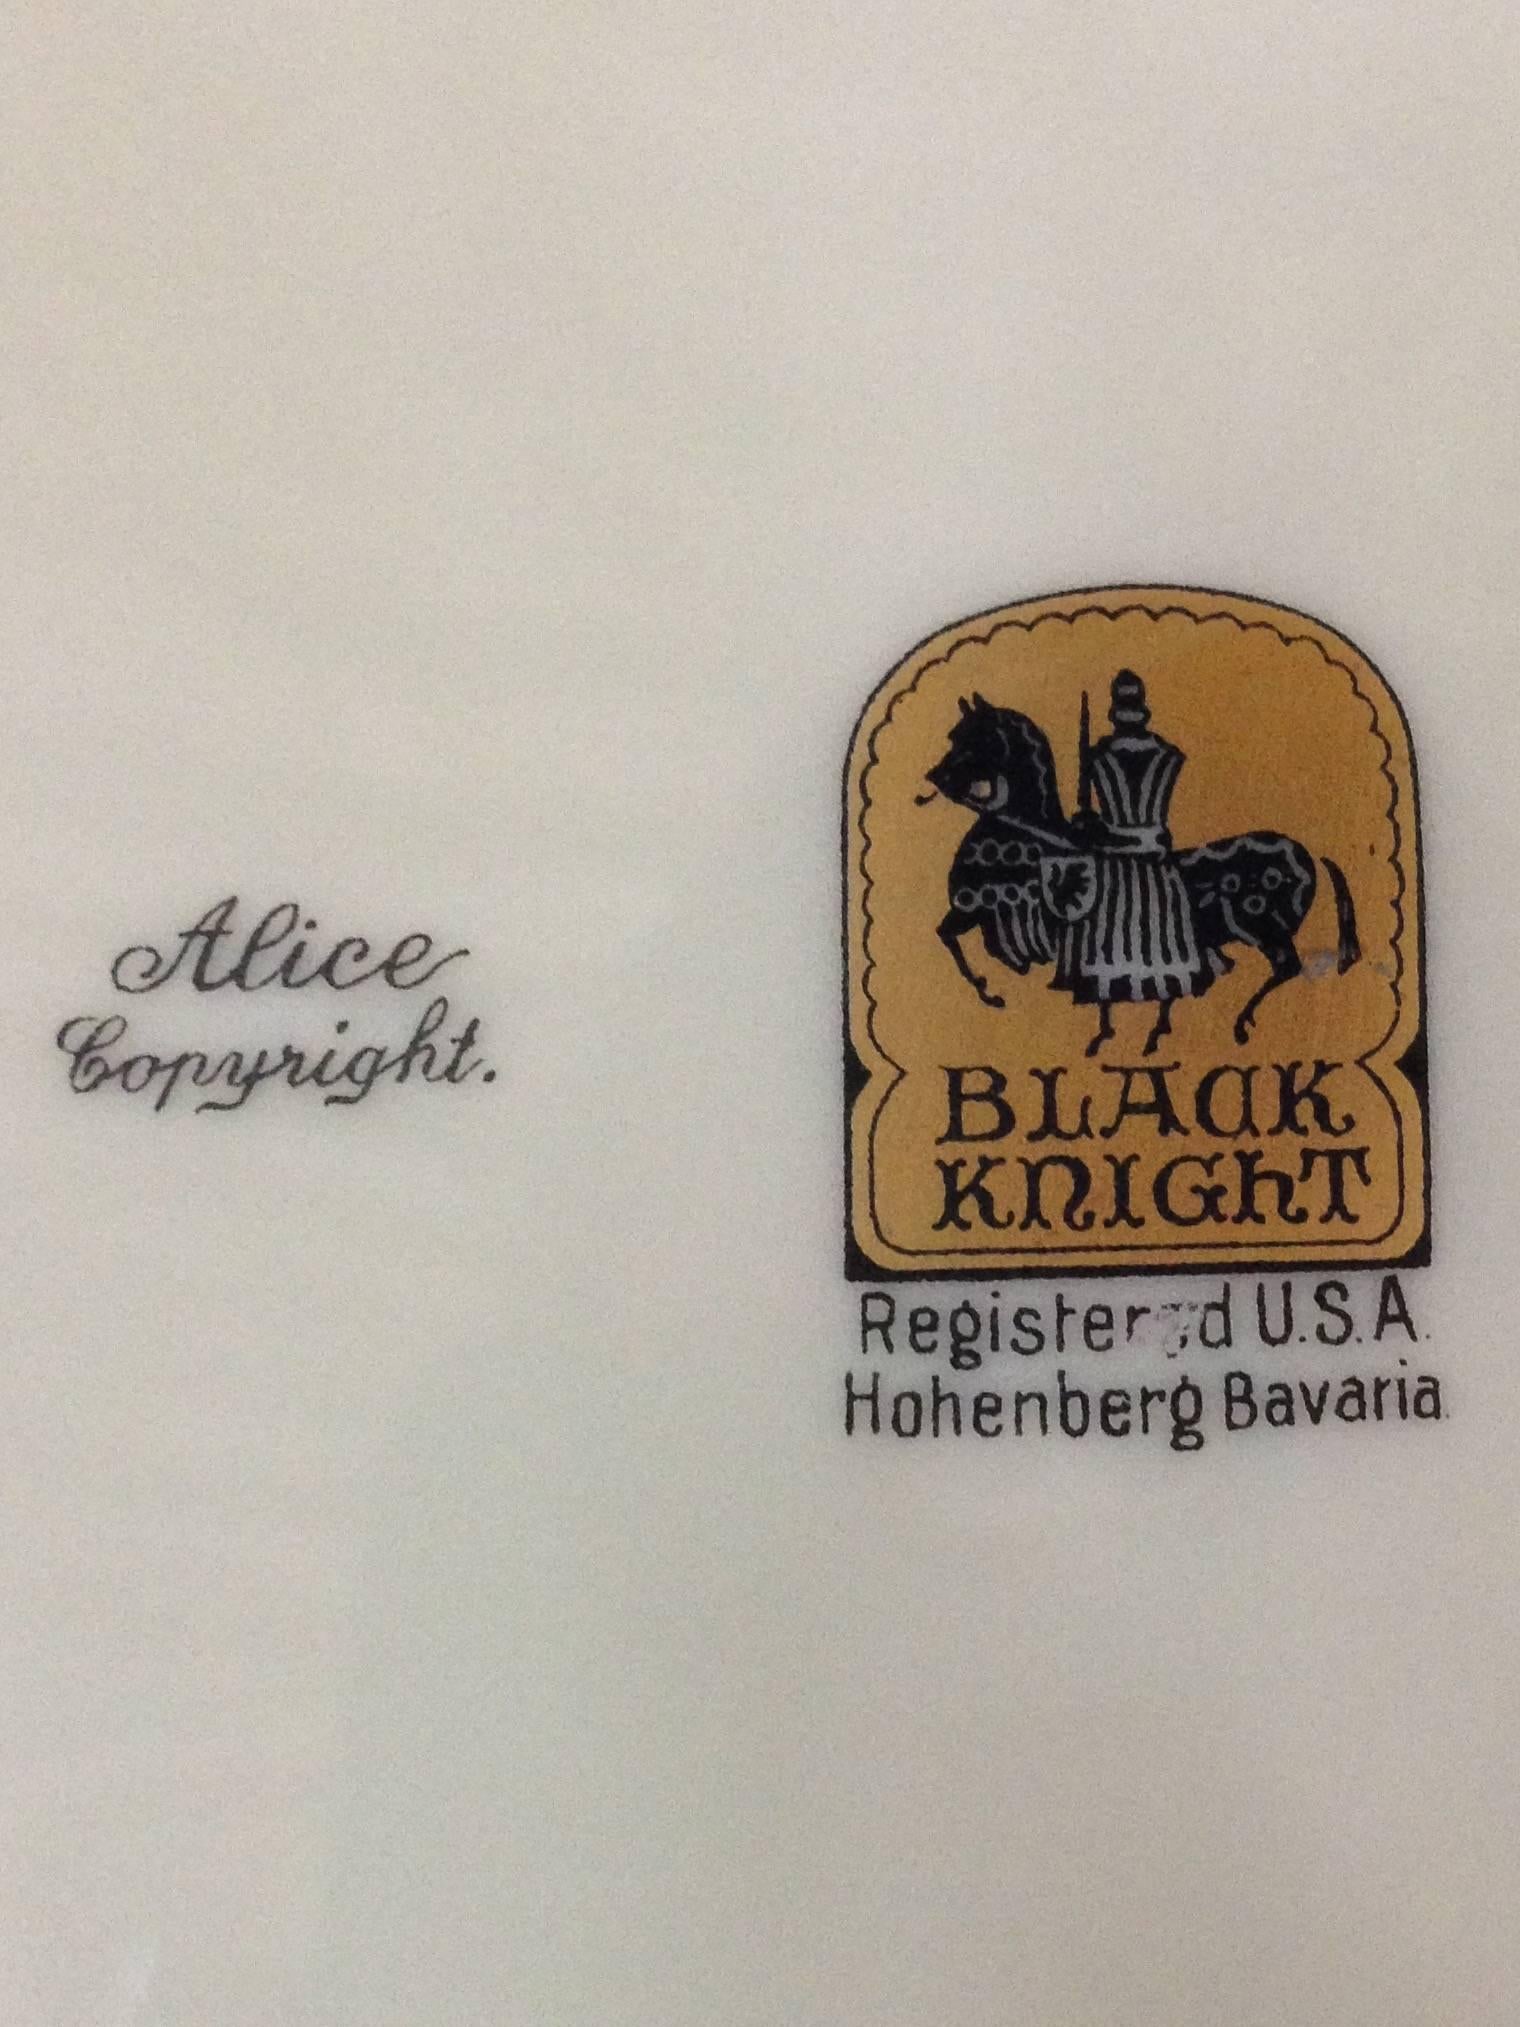 Alice
Copyright.
BLACK
KNIGHT
Registered U.S.A.
Hohenberg Bavaria.